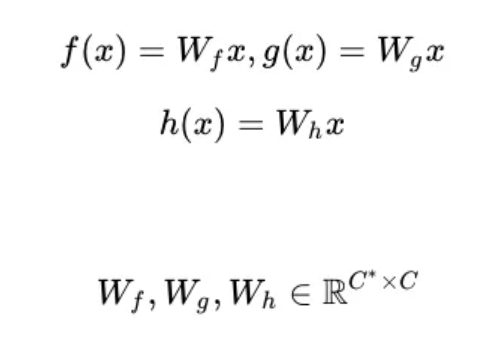 f(x) = W_f x, g(x) = W_g x
h(x) = W_h x
W_f, W_g, W_h ∈ ℝ^{C^* × C}